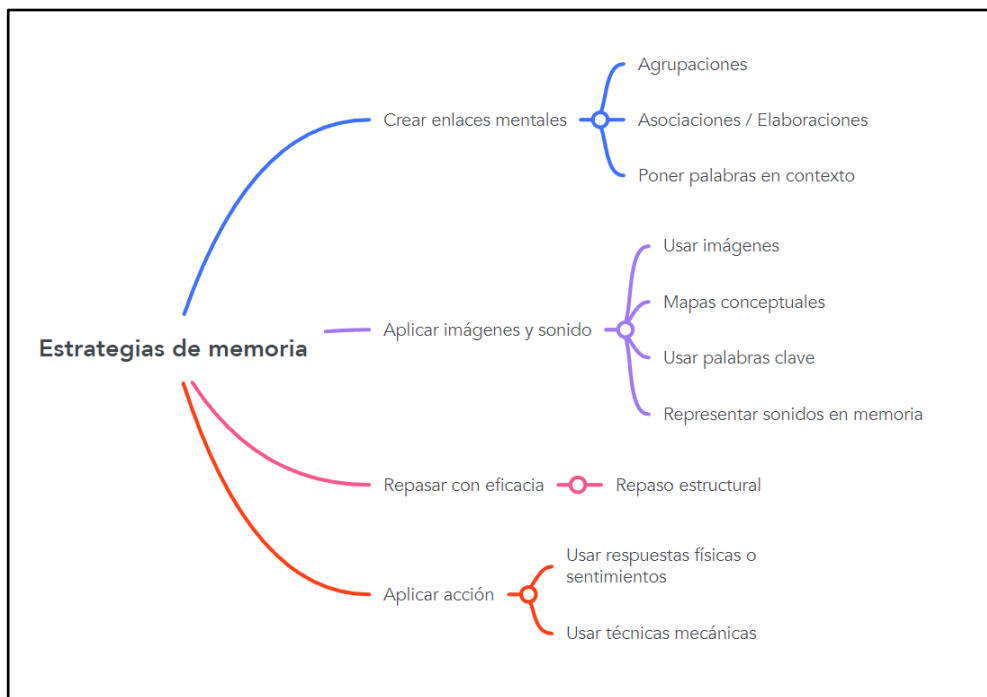 Estrategias de memoria
Crear enlaces mentales
Agrupaciones
Asociaciones / Elaboraciones
Poner palabras en contexto
Aplicar imágenes y sonido
Usar imágenes
Mapas conceptuales
Usar palabras clave
Representar sonidos en memoria
Repasar con eficacia
Repaso estructural
Aplicar acción
Usar respuestas físicas o
sentimientos
Usar técnicas mecánicas